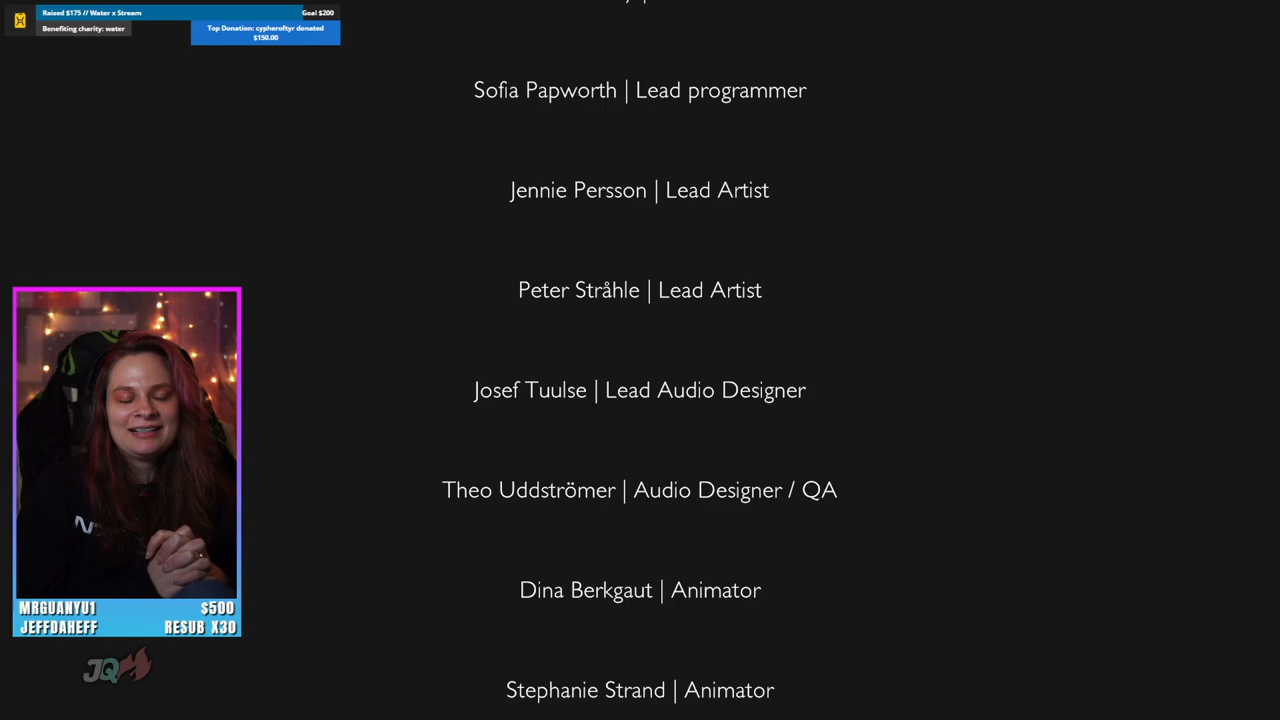 Raised $175 // Water x Stream
Goal $200
Benefiting charity: water
Top Donation: cypheroftyr donated
$150.00
Sofia Papworth | Lead programmer
Jennie Persson | Lead Artist
Peter Stråhle | Lead Artist
Josef Tuulse | Lead Audio Designer
Theo Uddströmer | Audio Designer / QA
Dina Berkgaut | Animator
Stephanie Strand | Animator
MRGUANYU1 $500
JEFFDAHEFF RESUB X30
JQ